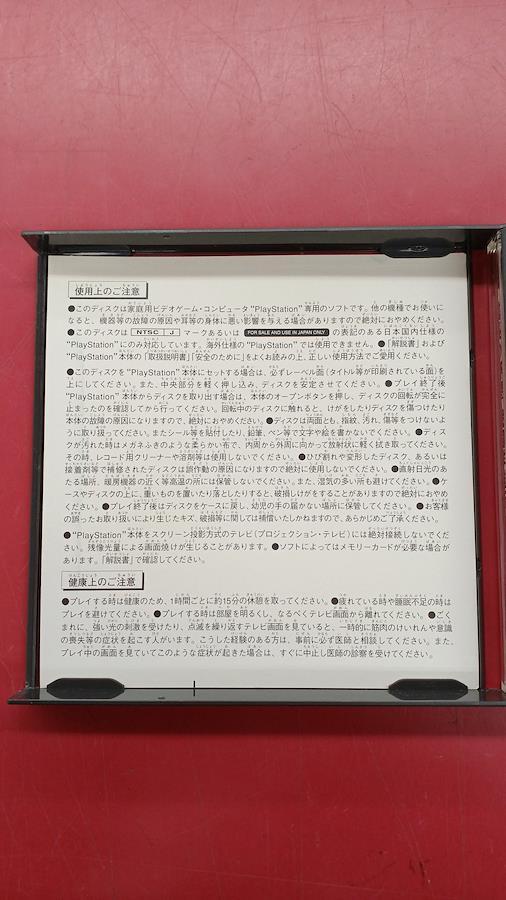 使用上のご注意
●このディスクは家庭用ビデオゲーム・コンピュータ“PlayStation”専用のソフトです。他の機種でお使いに
なると、機器等の故障の原因や耳等の身体に悪い影響を与える場合がありますので絶対におやめください。
●このディスクは NTSC J マークあるいは FOR SALE AND USE IN JAPAN ONLY の表記のある日本国内仕様の
“PlayStation”にのみ対応しています。海外仕様の“PlayStation”では使用できません。●「解説書」および
“PlayStation”本体の「取扱説明書」「安全のために」をよくお読みの上、正しい使用方法でご愛用ください。
●このディスクを“PlayStation”本体にセットする場合は、必ずレーベル面（タイトル等が印刷されている面）を
上にしてください。また、中央部分を軽く押し込み、ディスクを安定させてください。●プレイ終了後
“PlayStation”本体からディスクを取り出す場合は、本体のオープンボタンを押し、ディスクの回転が完全に
止まったのを確認してから行ってください。回転中のディスクに触れると、けがをしたりディスクを傷つけたり
本体の故障の原因になりますので、絶対におやめください。●ディスクは両面とも、指紋、汚れ、傷等をつけないよ
うに取り扱ってください。またシール等を貼付したり、鉛筆、ペン等で文字や絵を書かないでください。●ディス
クが汚れた時はメガネふきのような柔らかい布で、内周から外周に向かって放射状に軽く拭き取ってください。
その時、レコード用クリーナーや溶剤等は使用しないでください。●ひび割れや変形したディスク、あるいは
接着剤等で補修されたディスクは誤作動の原因になりますので絶対に使用しないでください。●直射日光のあ
たる場所、暖房機器の近く等高温の所には保管しないでください。また、湿気の多い所も避けてください。●ケ
ースやディスクの上に、重いものを置いたり落としたりすると、破損しけがをすることがありますので絶対におやめ
ください。●プレイ終了後はディスクをケースに戻し、幼児の手の届かない場所に保管してください。●お客様
の誤ったお取り扱いにより生じたキズ、破損等に関しては補償いたしかねますので、あらかじめご了承ください。
●“PlayStation”本体をスクリーン投影方式のテレビ（プロジェクション・テレビ）には絶対接続しないでくだ
さい。残像光量による画面焼けが生じることがあります。●ソフトによってはメモリーカードが必要な場合が
あります。「解説書」で確認してください。
健康上のご注意
●プレイする時は健康のため、1時間ごとに約15分の休憩を取ってください。●疲れている時や睡眠不足の時は
プレイを避けてください。●プレイする時は部屋を明るくし、なるべくテレビ画面から離れてください。●ごく
まれに、強い光の刺激を受けたり、点滅を繰り返すテレビ画面を見ていると、一時的に筋肉のけいれんや意識
の喪失等の症状を起こす人がいます。こうした経験のある方は、事前に必ず医師と相談してください。また、
プレイ中の画面を見ていてこのような症状が起きた場合は、すぐに中止し医師の診察を受けてください。